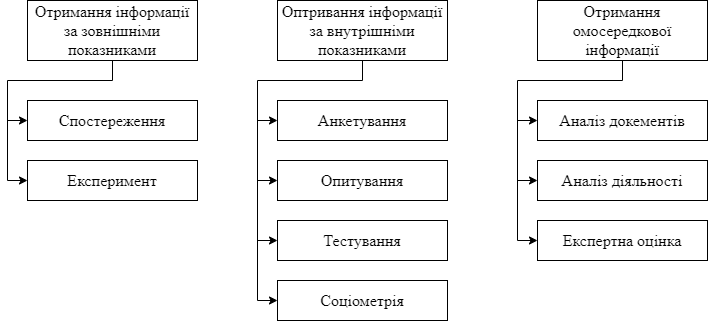 Отримання інформації
за зовнішніми
показниками
Спостереження
Експеримент
Оптривання інформації
за внутрішніми
показниками
Анкетування
Опитування
Тестування
Соціометрія
Отримання
омосередкової
інформації
Аналіз докементів
Аналіз діяльності
Експертна оцінка